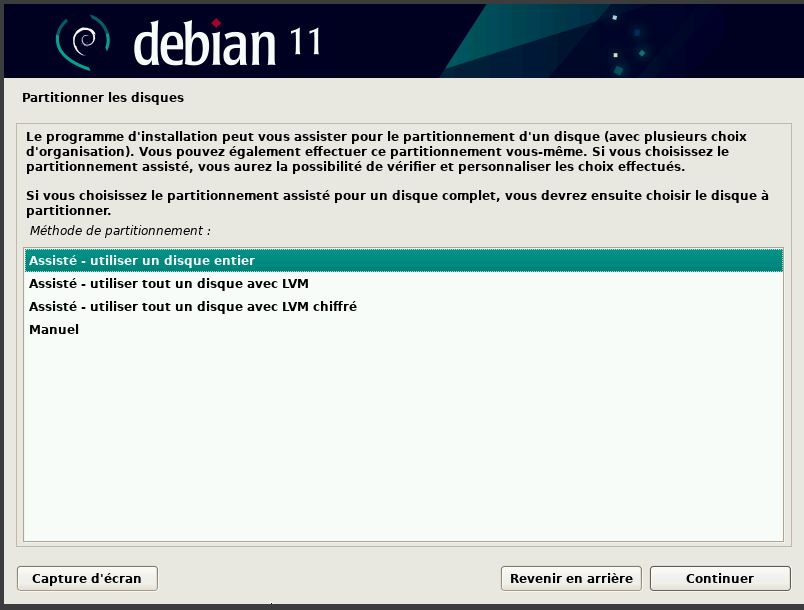 debian 11
Partitionner les disques
Le programme d'installation peut vous assister pour le partitionnement d'un disque (avec plusieurs choix
d'organisation). Vous pouvez également effectuer ce partitionnement vous-même. Si vous choisissez le
partitionnement assisté, vous aurez la possibilité de vérifier et personnaliser les choix effectués.
Si vous choisissez le partitionnement assisté pour un disque complet, vous devrez ensuite choisir le disque à
partitionner.
Méthode de partitionnement :
Assisté - utiliser un disque entier
Assisté - utiliser tout un disque avec LVM
Assisté - utiliser tout un disque avec LVM chiffré
Manuel
Capture d'écran Revenir en arrière Continuer